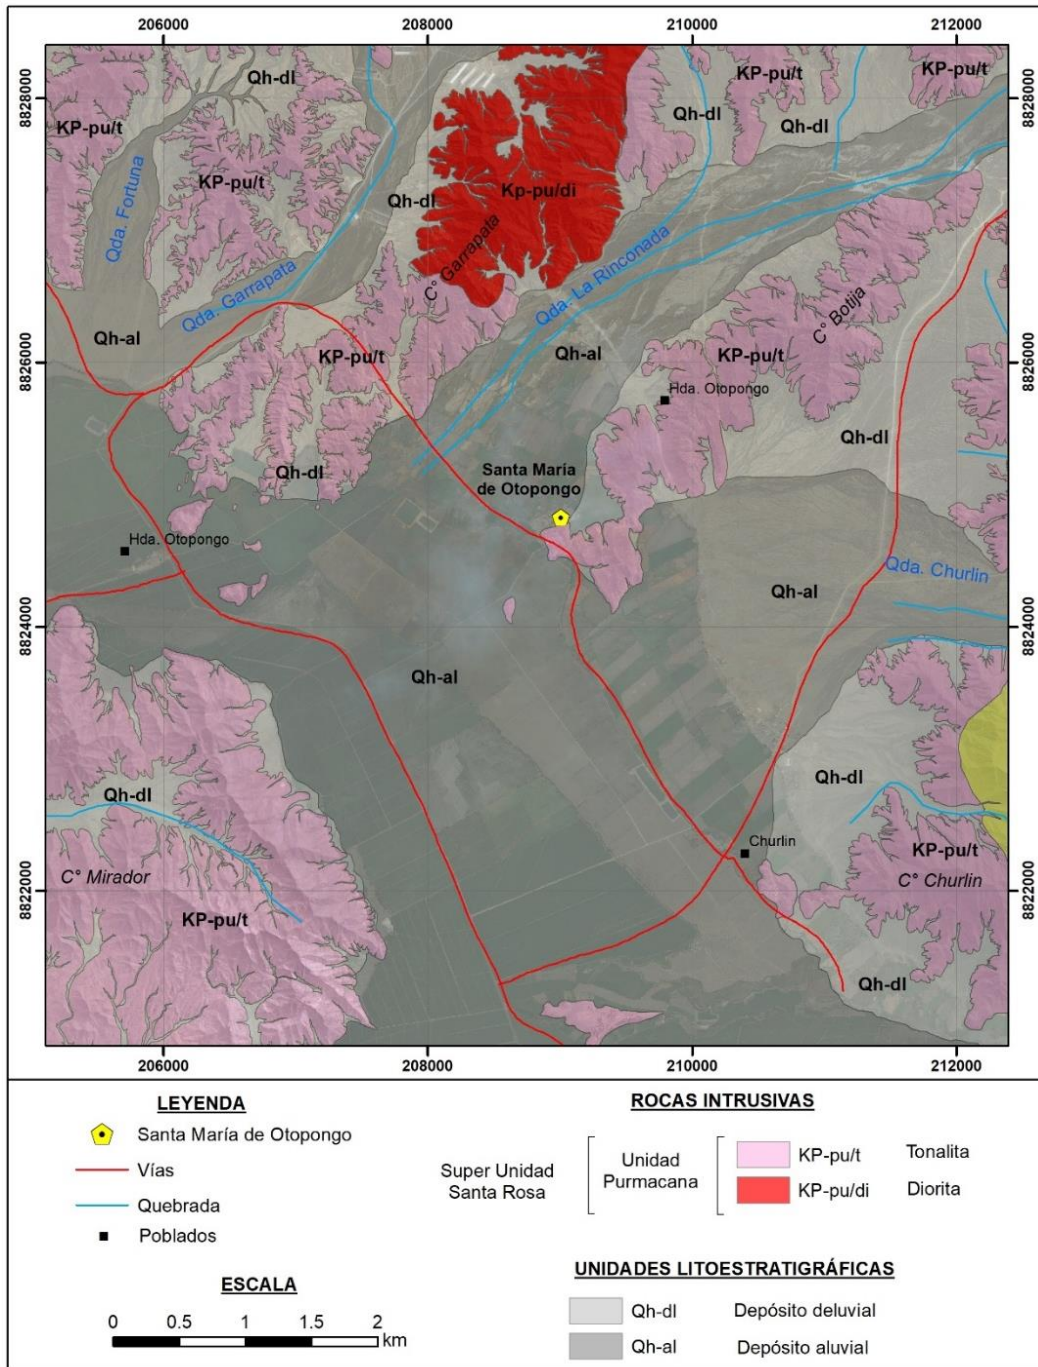 206000
208000
210000
212000
Qh-dl
KP-pu/t
KP-pu/t
8828000
8828000
Qh-dl
Qh-dl
KP-pu/t
KP-pu/t
Qh-dl
Kp-pu/di
Qda. Fortuna
C° Garrapata
Qda. La Rinconada
Qda. Garrapata
C° Botija
Qh-al
KP-pu/t
Qh-al
KP-pu/t
8826000
8826000
Hda. Otopongo
Qh-dl
Qh-dl
Santa María
de Otopongo
Hda. Otopongo
Qda. Churlin
Qh-al
8824000
8824000
Qh-al
Qh-dl
Qh-dl
Churlin
KP-pu/t
C° Mirador
C° Churlin
8822000
8822000
KP-pu/t
Qh-dl
206000
208000
210000
212000
LEYENDA
Santa María de Otopongo
Vías
Quebrada
Poblados
ESCALA
0 0.5 1 1.5 2
km
ROCAS INTRUSIVAS
Super Unidad
Santa Rosa
Unidad
Purmacana
KP-pu/t Tonalita
KP-pu/di Diorita
UNIDADES LITOESTRATIGRÁFICAS
Qh-dl Depósito deluvial
Qh-al Depósito aluvial